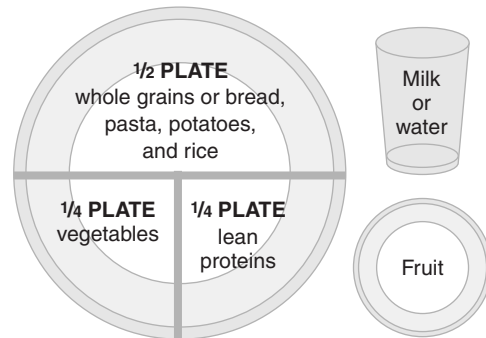 1/2 PLATE
whole grains or bread,
pasta, potatoes,
and rice
1/4 PLATE
vegetables
1/4 PLATE
lean
proteins
Milk
or
water
Fruit